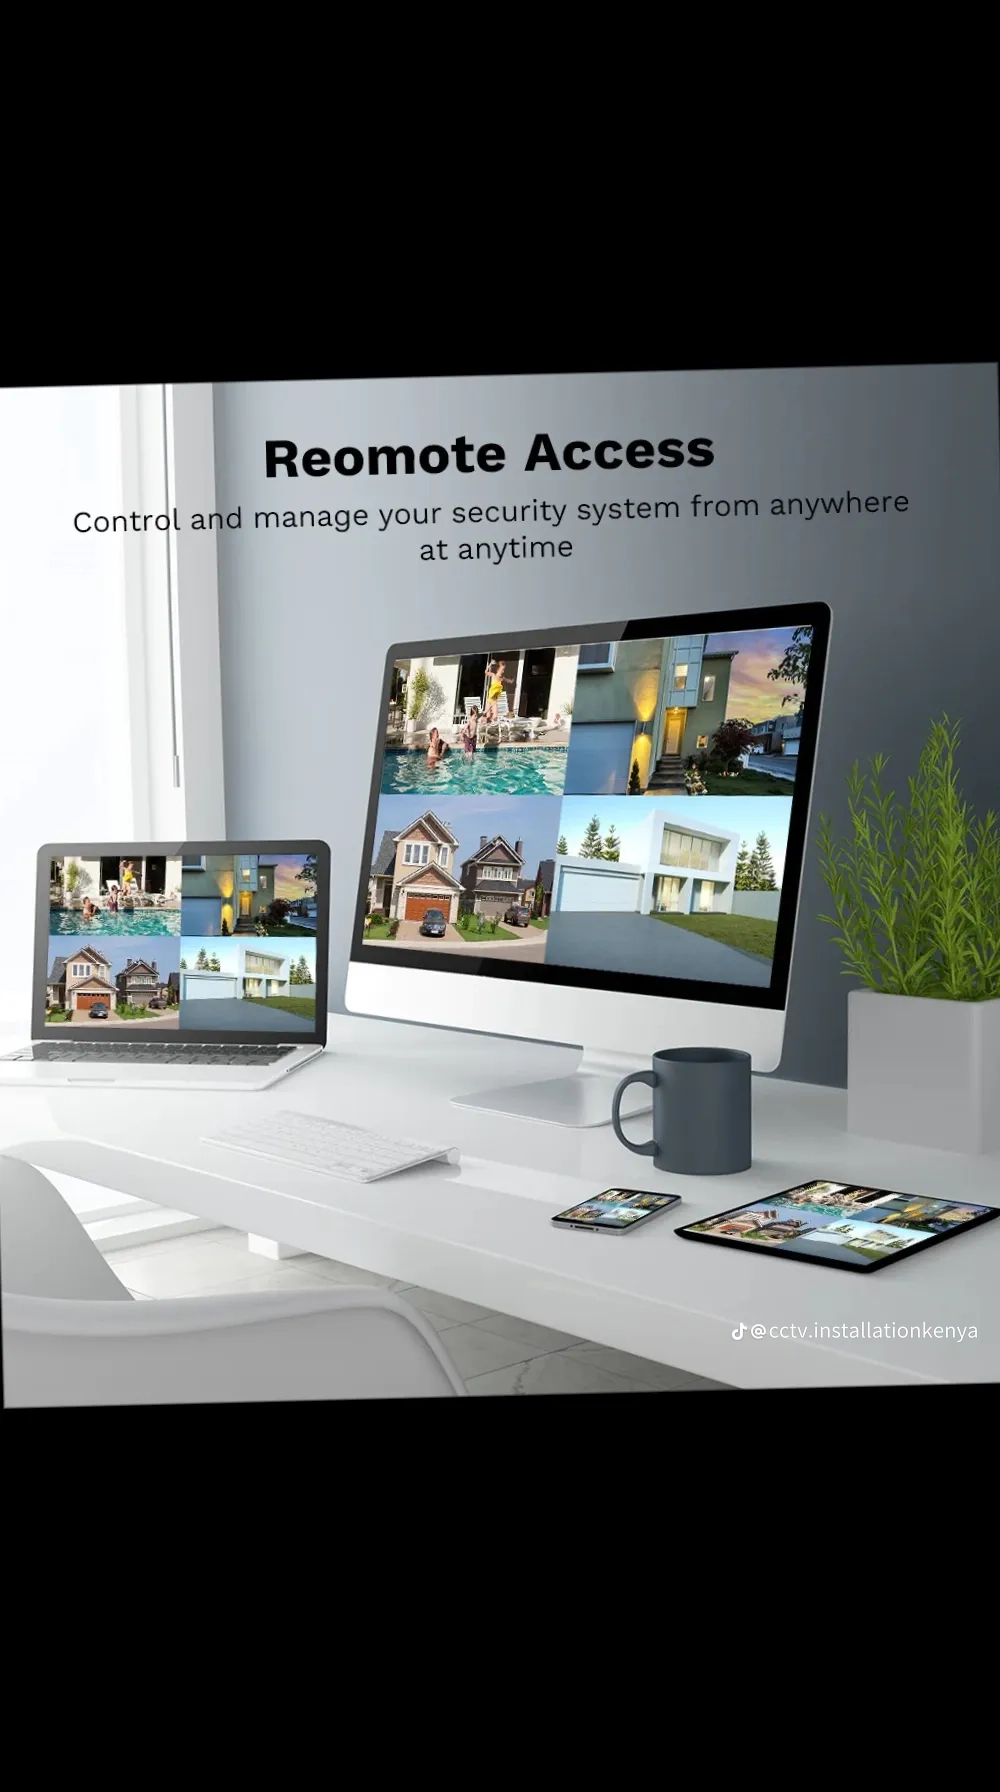 Reomote Access
Control and manage your security system from anywhere
at anytime
@cctv.installationkenya